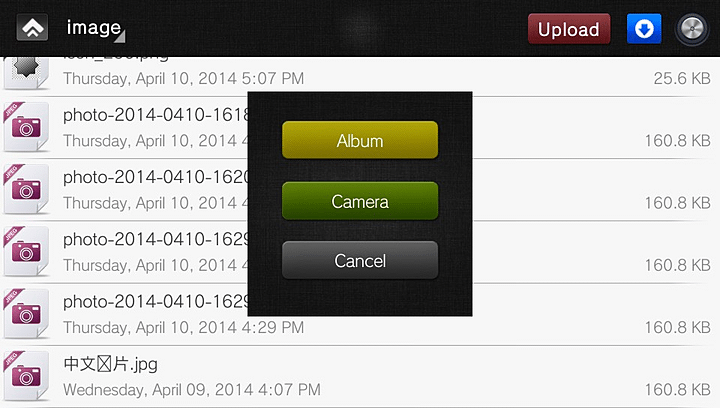 image
Upload
Thursday, April 10, 2014 5:07 PM
25.6 KB
photo-2014-0410-1618
Thursday, April 10, 2014 4
160.8 KB
photo-2014-0410-1620
Thursday, April 10, 2014 4
160.8 KB
photo-2014-0410-1629
Thursday, April 10, 2014 4
160.8 KB
photo-2014-0410-1629
Thursday, April 10, 2014 4:29 PM
160.8 KB
中文片.jpg
Wednesday, April 09, 2014 4:07 PM
160.8 KB
Album
Camera
Cancel
JPEG
JPEG
JPEG
JPEG
JPEG